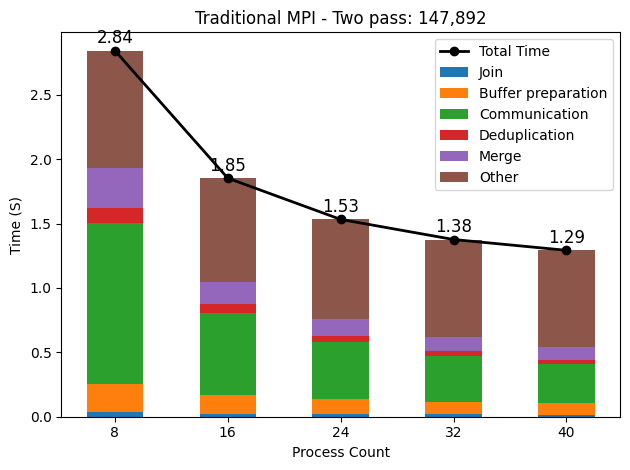 Traditional MPI - Two pass: 147,892
2.84
1.85
1.53
1.38
1.29
Total Time
Join
Buffer preparation
Communication
Deduplication
Merge
Other
Time (S)
2.5
2.0
1.5
1.0
0.5
0.0
8 16 24 32 40
Process Count